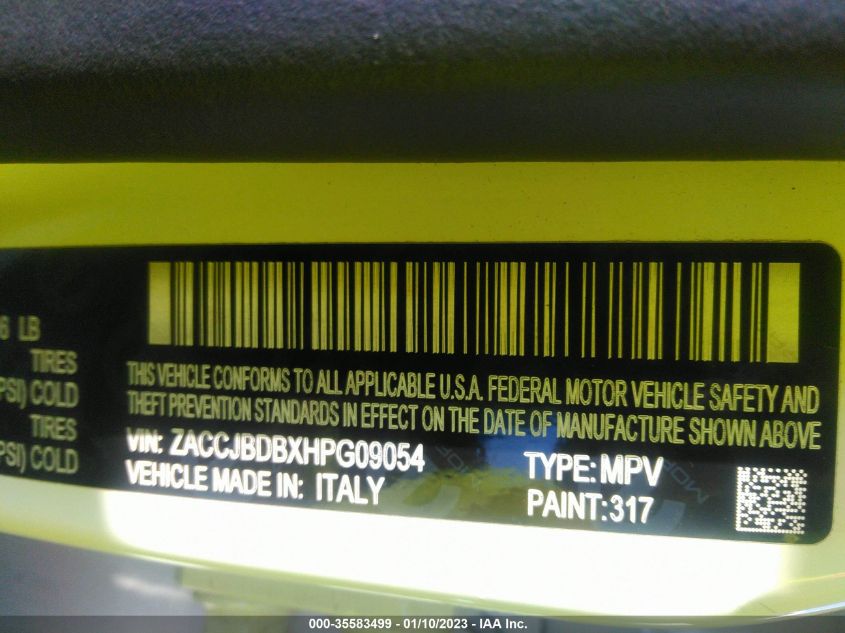 6 LB
TIRES
PSI) COLD
TIRES
PSI) COLD
THIS VEHICLE CONFORMS TO ALL APPLICABLE U.S.A. FEDERAL MOTOR VEHICLE SAFETY AND
THEFT PREVENTION STANDARDS IN EFFECT ON THE DATE OF MANUFACTURE SHOWN ABOVE
VIN: ZACCJBDBXHPG09054
VEHICLE MADE IN: ITALY
TYPE: MPV
PAINT: 317
000-35583499 - 01/10/2023 - IAA Inc.